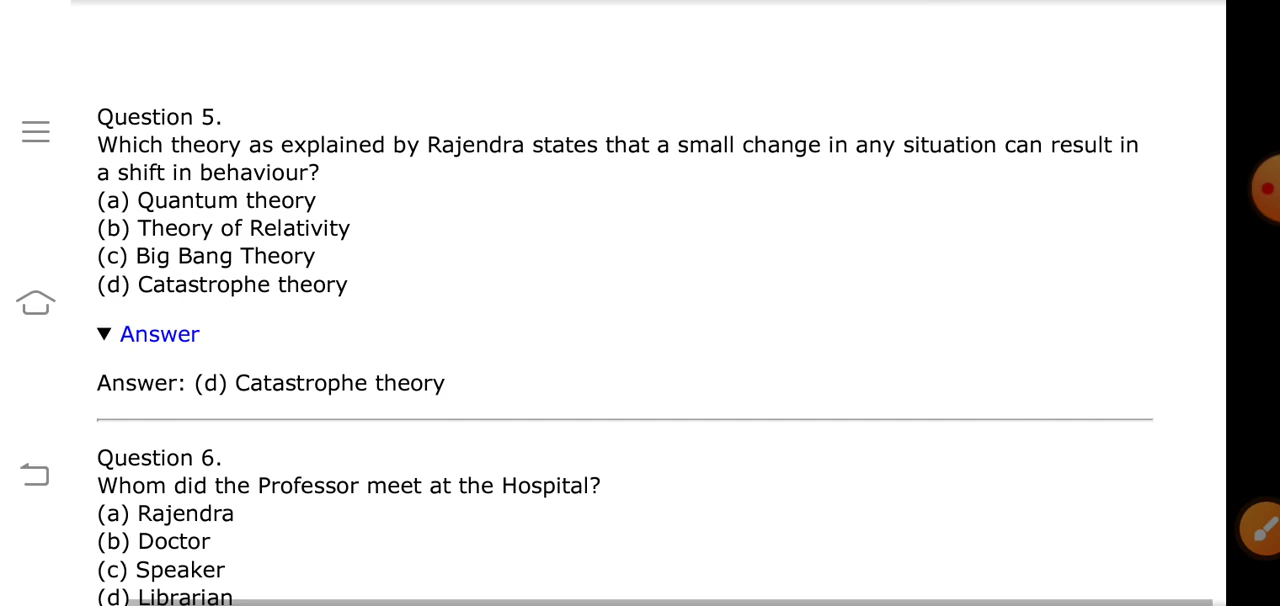 Question 5.
Which theory as explained by Rajendra states that a small change in any situation can result in
a shift in behaviour?
(a) Quantum theory
(b) Theory of Relativity
(c) Big Bang Theory
(d) Catastrophe theory
▼ Answer
Answer: (d) Catastrophe theory
Question 6.
Whom did the Professor meet at the Hospital?
(a) Rajendra
(b) Doctor
(c) Speaker
(d) Librarian